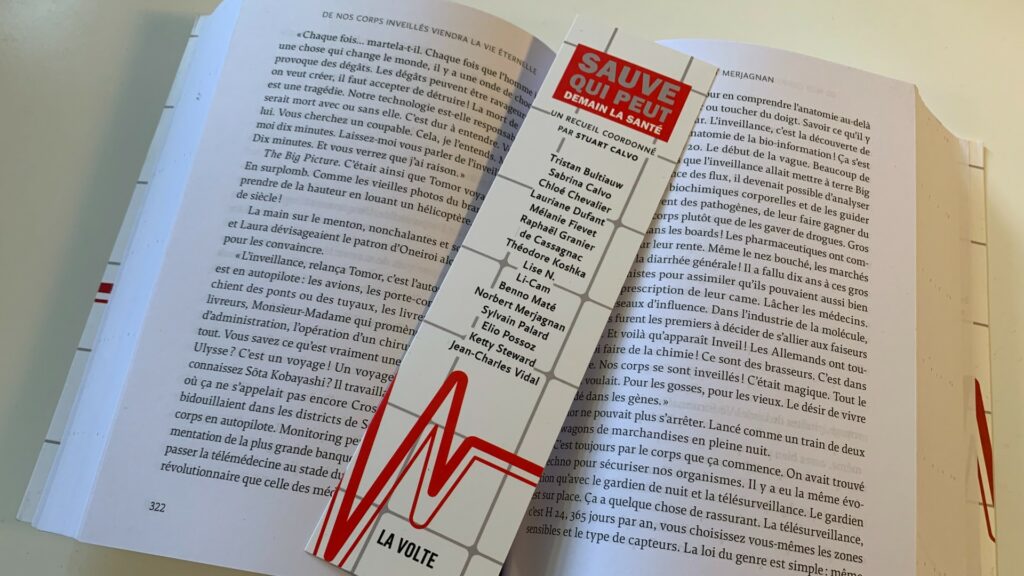 DE NOS CORPS INVEILLÉS VIENDRA LA VIE ÉTERNELLE
«Chaque fois... martela-t-il. Chaque fois que l'homme
une chose qui change le monde, il y a une onde de choc
provoque des dégâts. Les dégâts peuvent être ravageurs
on veut créer, il faut accepter de détruire! La mort de
est une tragédie. Notre technologie est-elle responsable
serait mort avec ou sans elle. C'est dur à entendre.
lui. Vous cherchez un coupable. Cela, je l'entends.
moi dix minutes. Laissez-moi vous parler de l'inveil
Dix minutes. Et vous verrez que j'ai raison.»
The Big Picture. C'était ainsi que Tomor voy
En surplomb. Comme les vieilles photos du bra
prendre de la hauteur en louant un hélicoptère
de siècle!
La main sur le menton, nonchalantes et s
et Laura dévisageaient le patron d'Oneiroi
pour les convaincre.
«L'inveillance, relança Tomor, c'est l'auto
est en autopilote: les avions, les porte-con
chient des ponts ou des tuyaux, les livre
livreurs, Monsieur-Madame qui promèn
d'administration, l'opération d'un chiru
tout. Vous savez ce qu'est vraiment une
Ulysse? C'est un voyage! Un voyage
connaissez Sōta Kobayashi? Il travaill
où ça ne s'appelait pas encore Cros
bidouillaient dans les districts de S
corps en autopilote. Monitoring pe
mentation de la plus grande banqu
passer la télémédecine au stade du
révolutionnaire que celle des méd
322
SAUVE
QUI PEUT
DEMAIN LA SANTÉ
UN RECUEIL COORDONNÉ
PAR STUART CALVO
Tristan Bultiauw
Sabrina Calvo
Chloé Chevalier
Lauriane Dufant
Mélanie Fievet
Raphaël Granier
de Cassagnac
Théodore Koshka
Lise N.
Li-Cam
Benno Maté
Norbert Merjagnan
Sylvain Palard
Elio Possoz
Ketty Steward
Jean-Charles Vidal
LA VOLTE
MERJAGNAN
our en comprendre l'anatomie au-delà
ou toucher du doigt. Savoir ce qu'il y
r. L'inveillance, c'est la découverte de
natomie de la bio-information! Ça s'est
20. Le début de la vague. Beaucoup de
que l'inveillance allait mettre à terre Big
des flux, il devenait possible d'analyser
biochimiques corporelles et de les guider
ent des pathogènes, de leur faire gagner du
corps plutôt que de les gaver de drogues. Gros
ans les boards! Les pharmaceutiques ont com-
ur leur rente. Même le nez bouché, les marchés
la diarrhée générale! Il a fallu dix ans à ces gros
mistes pour assimiler qu'ils pouvaient aussi bien
prescription de leur came. Lâcher les médecins.
seaux d'influence. Dans l'industrie de la molécule,
furent les premiers à décider de s'allier aux faiseurs
Et voilà qu'apparaît Inveil! Les Allemands ont tou-
faire de la chimie! Ce sont des brasseurs. C'est dans
Nos corps se sont inveillés! C'était magique. Tout le
voulait. Pour les gosses, pour les vieux. Le désir de vivre
dans les gènes.»
or ne pouvait plus s'arrêter. Lancé comme un train de deux
wagons de marchandises en pleine nuit.
C'est toujours par le corps que ça commence. On avait trouvé
echno pour sécuriser nos organismes. Il y a eu la même évo-
tion qu'avec le gardien de nuit et la télésurveillance. Le gardien
est sur place. Ça a quelque chose de rassurant. La télésurveillance,
c'est H 24, 365 jours par an, vous choisissez vous-mêmes les zones
sensibles et le type de capteurs. La loi du genre est simple; même